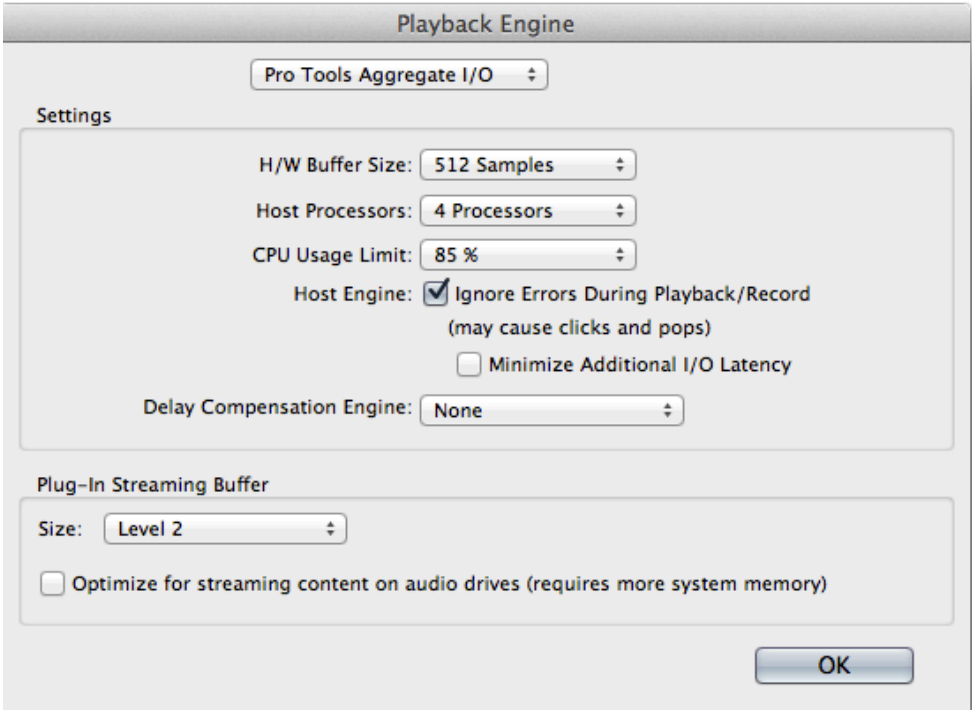 Playback Engine
Pro Tools Aggregate I/O
Settings
H/W Buffer Size: 512 Samples
Host Processors: 4 Processors
CPU Usage Limit: 85 %
Host Engine: Ignore Errors During Playback/Record
(may cause clicks and pops)
Minimize Additional I/O Latency
Delay Compensation Engine: None
Plug-In Streaming Buffer
Size: Level 2
Optimize for streaming content on audio drives (requires more system memory)
OK